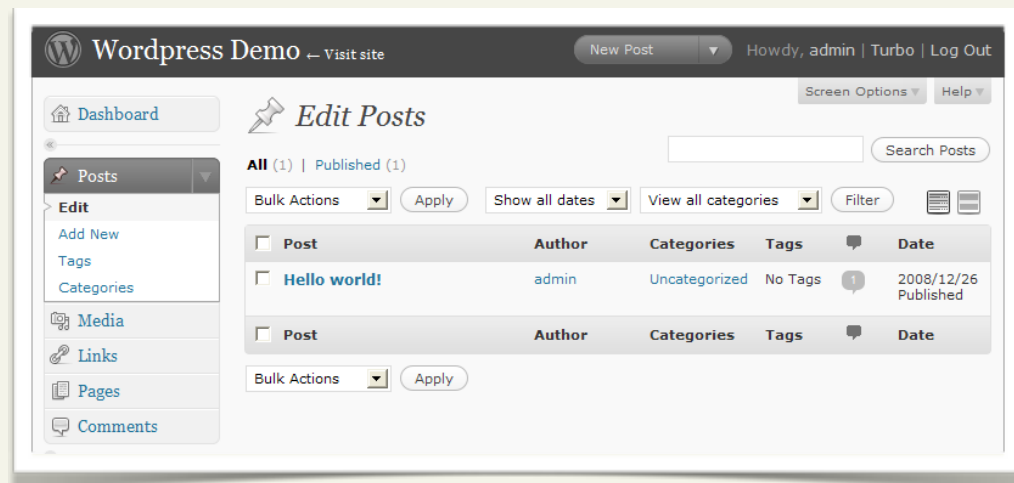 Wordpress Demo ← Visit site
New Post
Howdy, admin | Turbo | Log Out
Screen Options
Help
Dashboard
Posts
Edit
Add New
Tags
Categories
Media
Links
Pages
Comments
Edit Posts
Search Posts
All (1) | Published (1)
Bulk Actions Apply Show all dates View all categories Filter
Post Author Categories Tags Date
Hello world! admin Uncategorized No Tags 1 2008/12/26
Published
Post Author Categories Tags Date
Bulk Actions Apply